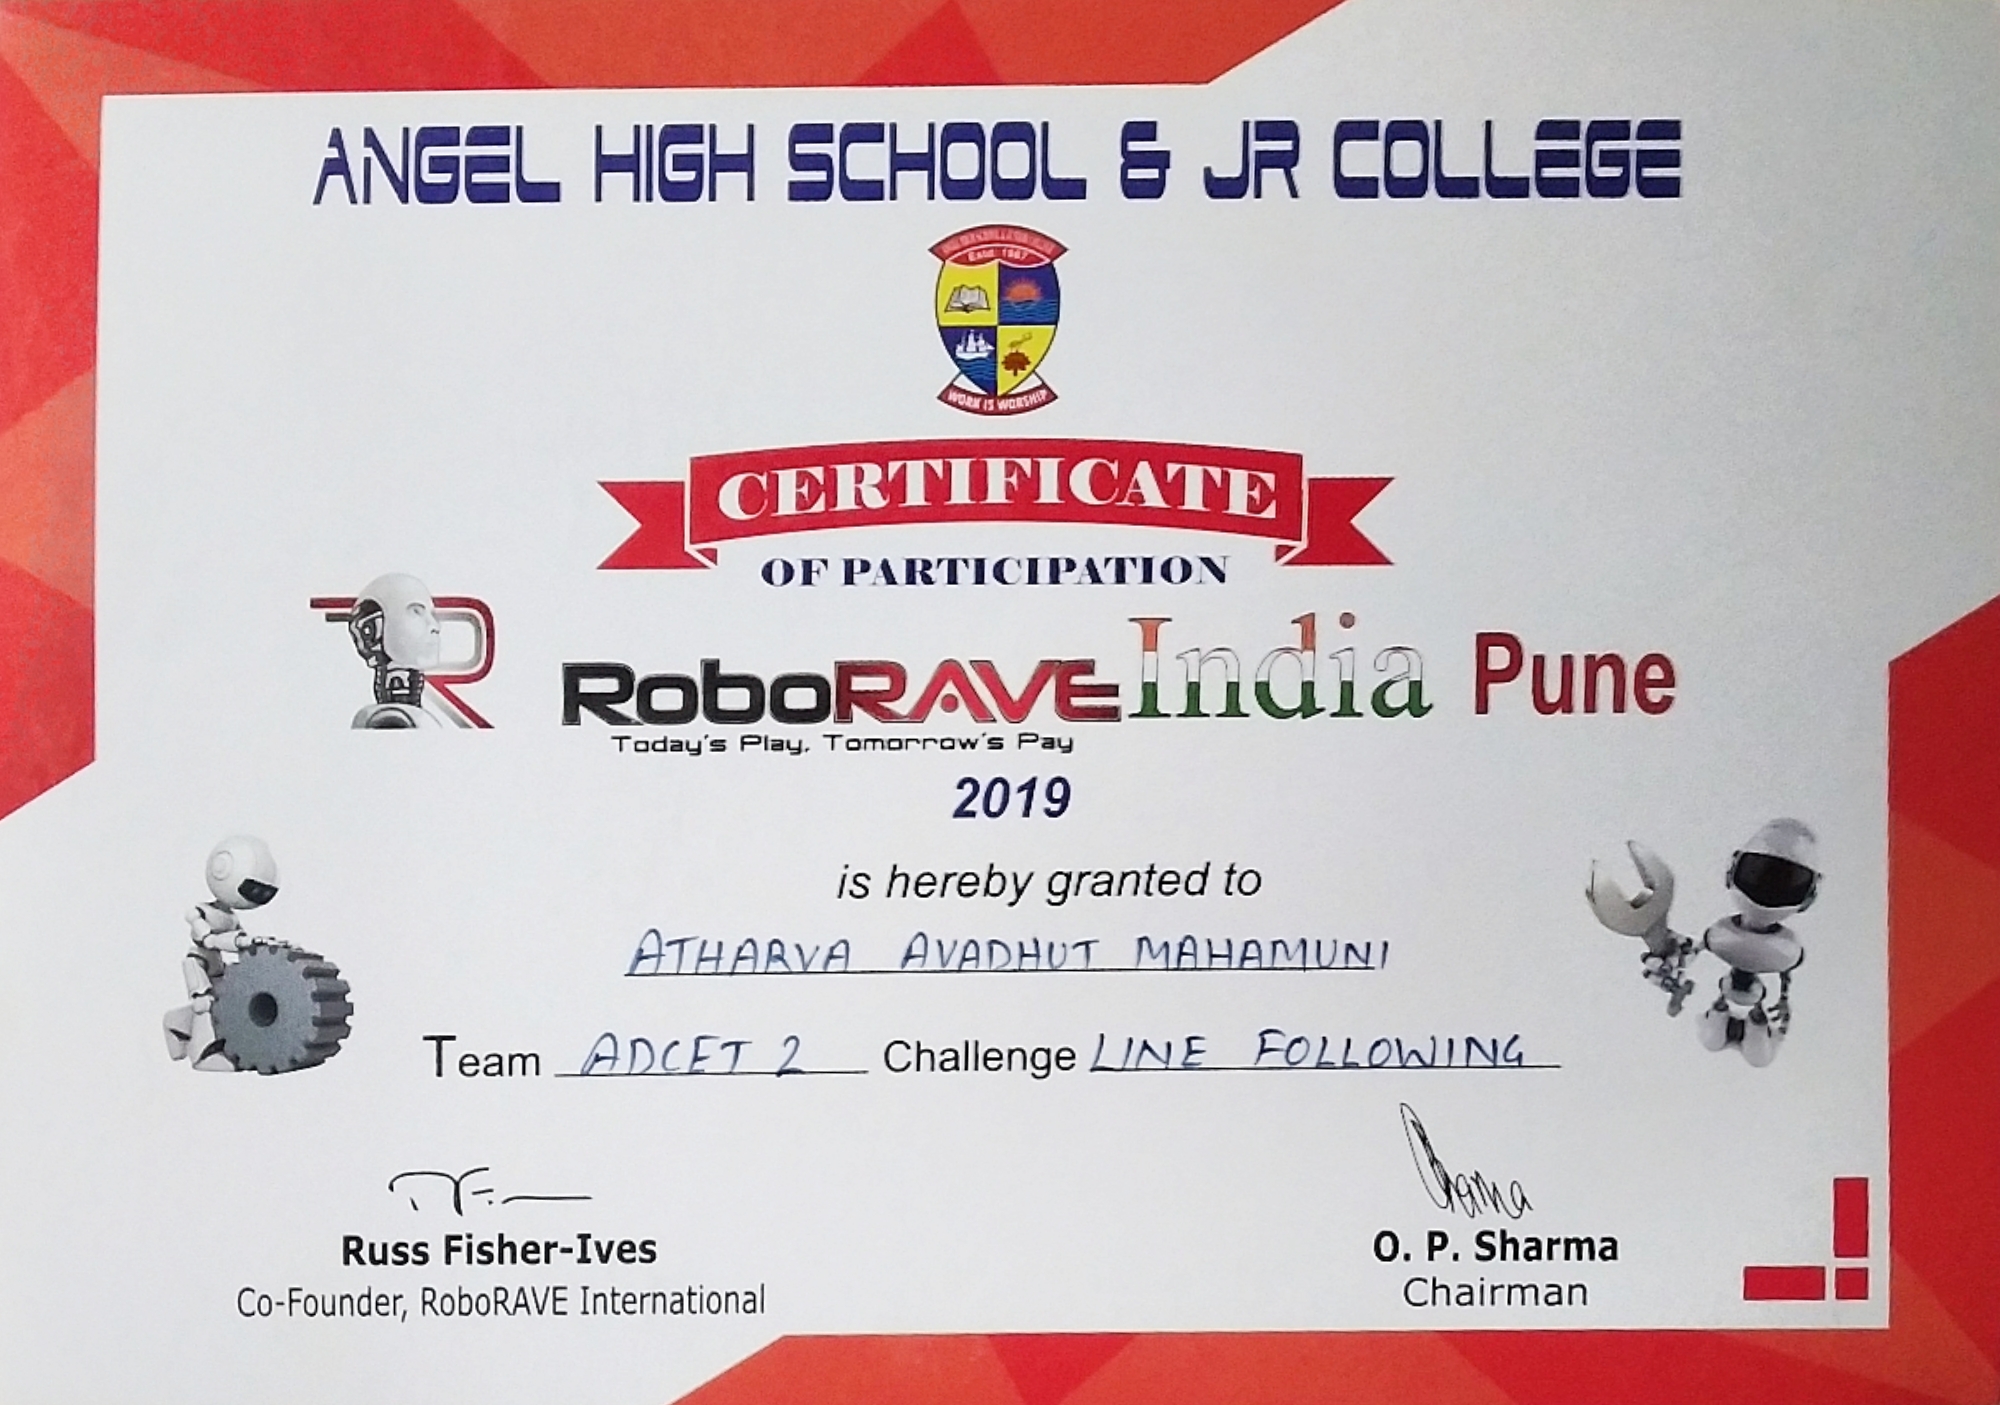 ANGEL HIGH SCHOOL & JR COLLEGE
Estd. 1987
WORK IS WORSHIP
CERTIFICATE
OF PARTICIPATION
RoboRAVE India Pune
Today's Play, Tomorrow's Pay
2019
is hereby granted to
ATHARVA AVADHUT MAHAMUNI
Team ADCET 2 Challenge LINE FOLLOWING
Sharma
Russ Fisher-Ives
O. P. Sharma
Co-Founder, RoboRAVE International
Chairman